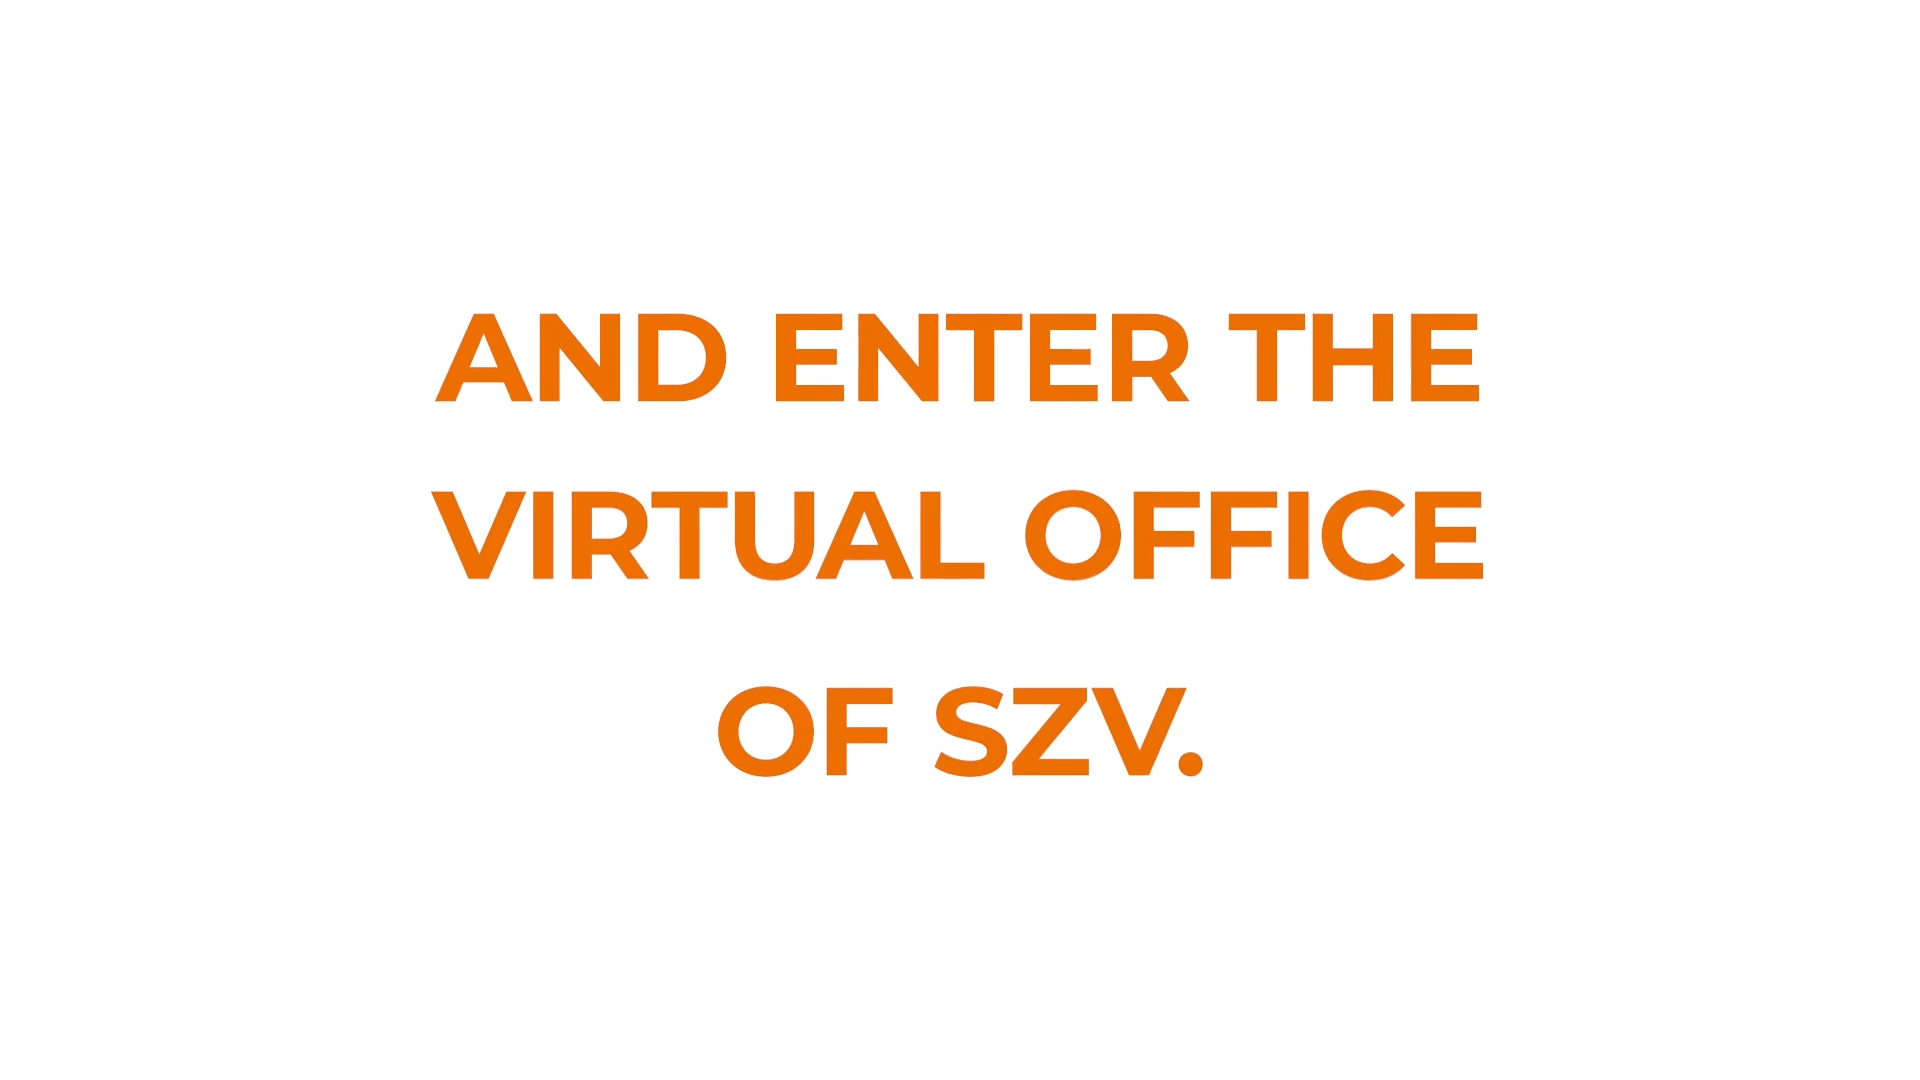 AND ENTER THE
VIRTUAL OFFICE
OF SZV.